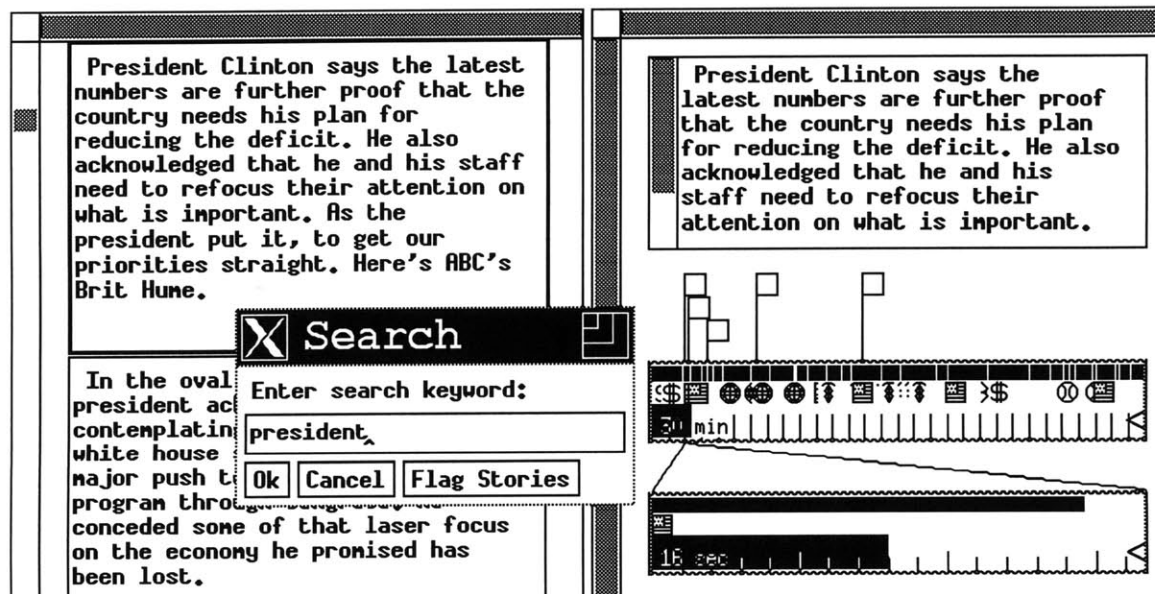 President Clinton says the latest
numbers are further proof that the
country needs his plan for
reducing the deficit. He also
acknowledged that he and his staff
need to refocus their attention on
what is important. As the
president put it, to get our
priorities straight. Here's ABC's
Brit Hume.
In the oval
president
contemplating
white house
major push
program
conceded some of that laser focus
on the economy he promised has
been lost.
Search
Enter search keyword:
president
Ok Cancel Flag Stories
President Clinton says the
latest numbers are further proof
that the country needs his plan
for reducing the deficit. He also
acknowledged that he and his
staff need to refocus their
attention on what is important.
$ $
30 min
16 sec